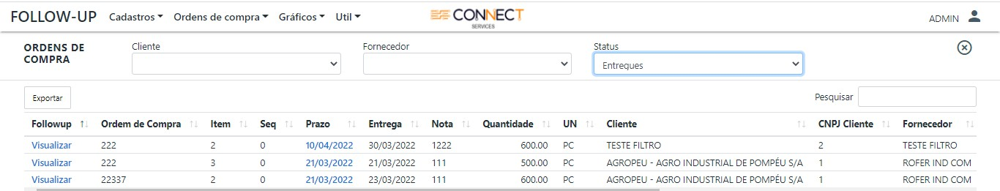 FOLLOW-UP Cadastros Ordens de compra Gráficos Util CONNECT SERVICES ADMIN
ORDENS DE COMPRA
Cliente Fornecedor Status
Entregues
Exportar Pesquisar
Followup Ordem de Compra Item Seq Prazo Entrega Nota Quantidade UN Cliente CNPJ Cliente Fornecedor
Visualizar 222 2 0 10/04/2022 30/03/2022 1222 600.00 PC TESTE FILTRO 2 TESTE FILTRO
Visualizar 222 3 0 21/03/2022 21/03/2022 111 500.00 PC AGROPEU - AGRO INDUSTRIAL DE POMPÉU S/A 1 ROFER IND COM
Visualizar 22337 2 0 21/03/2022 23/03/2022 111 600.00 PC AGROPEU - AGRO INDUSTRIAL DE POMPÉU S/A 1 ROFER IND COM